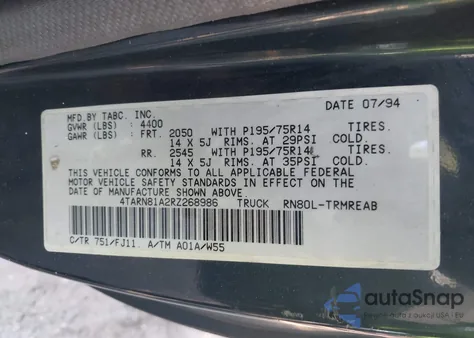 MFD.BY TABC. INC. DATE 07/94
GVWR (LBS) : 4400
GAWR (LBS) : FRT. 2050 WITH P195/75R14 TIRES.
14 X 5J RIMS. AT 29PSI COLD.
RR. 2545 WITH P195/75R14 TIRES.
14 X 5J RIMS. AT 35PSI COLD.
THIS VEHICLE CONFORMS TO ALL APPLICABLE FEDERAL
MOTOR VEHICLE SAFETY STANDARDS IN EFFECT ON THE
DATE OF MANUFACTURE SHOWN ABOVE.
4TARN81A2RZ268986 TRUCK RN80L-TRMREAB
C/TR 751/FJ11. A/TM A01A/W55
autoSnap